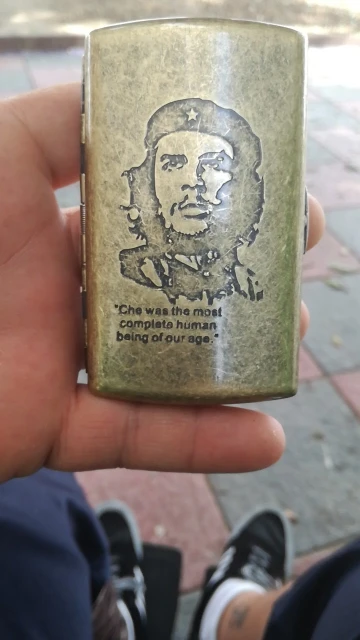 "Che was the most
complete human
being of our age."